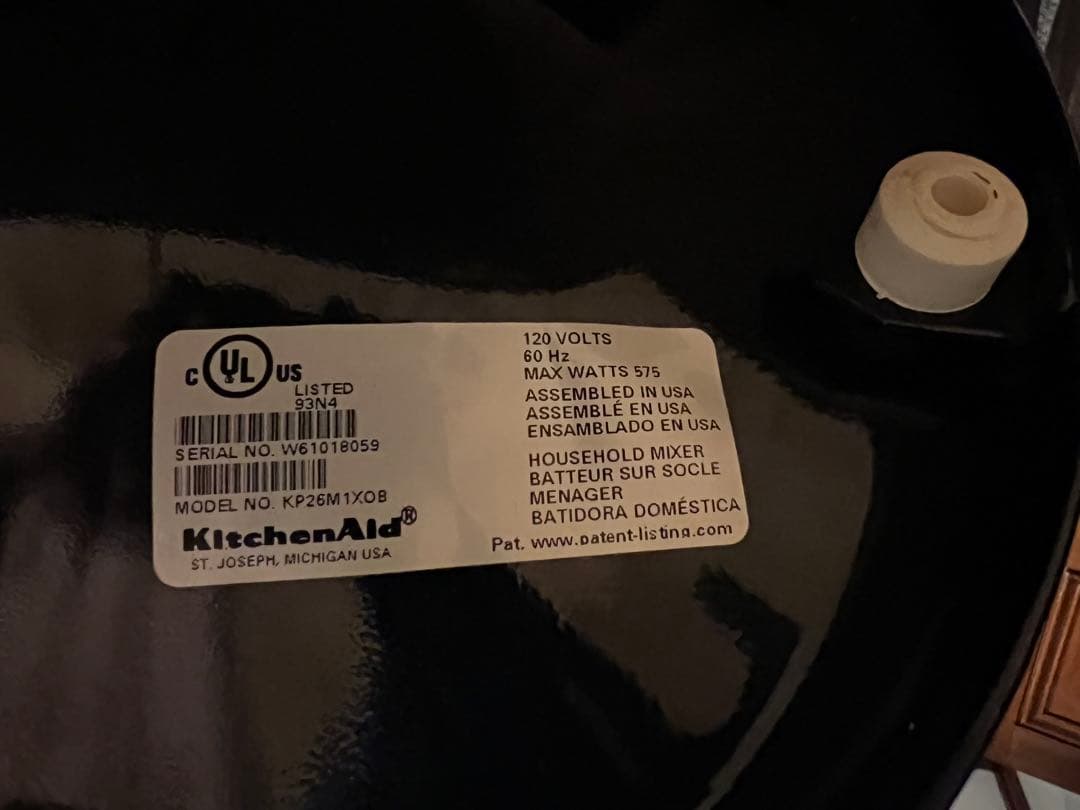 C UL US
LISTED
93N4
SERIAL NO. W61018059
MODEL NO. KP26M1XOB
KitchenAid®
ST. JOSEPH, MICHIGAN USA
120 VOLTS
60 Hz
MAX WATTS 575
ASSEMBLED IN USA
ASSEMBLÉ EN USA
ENSAMBLADO EN USA
HOUSEHOLD MIXER
BATTEUR SUR SOCLE
MENAGER
BATIDORA DOMÉSTICA
Pat. www.patent-listing.com